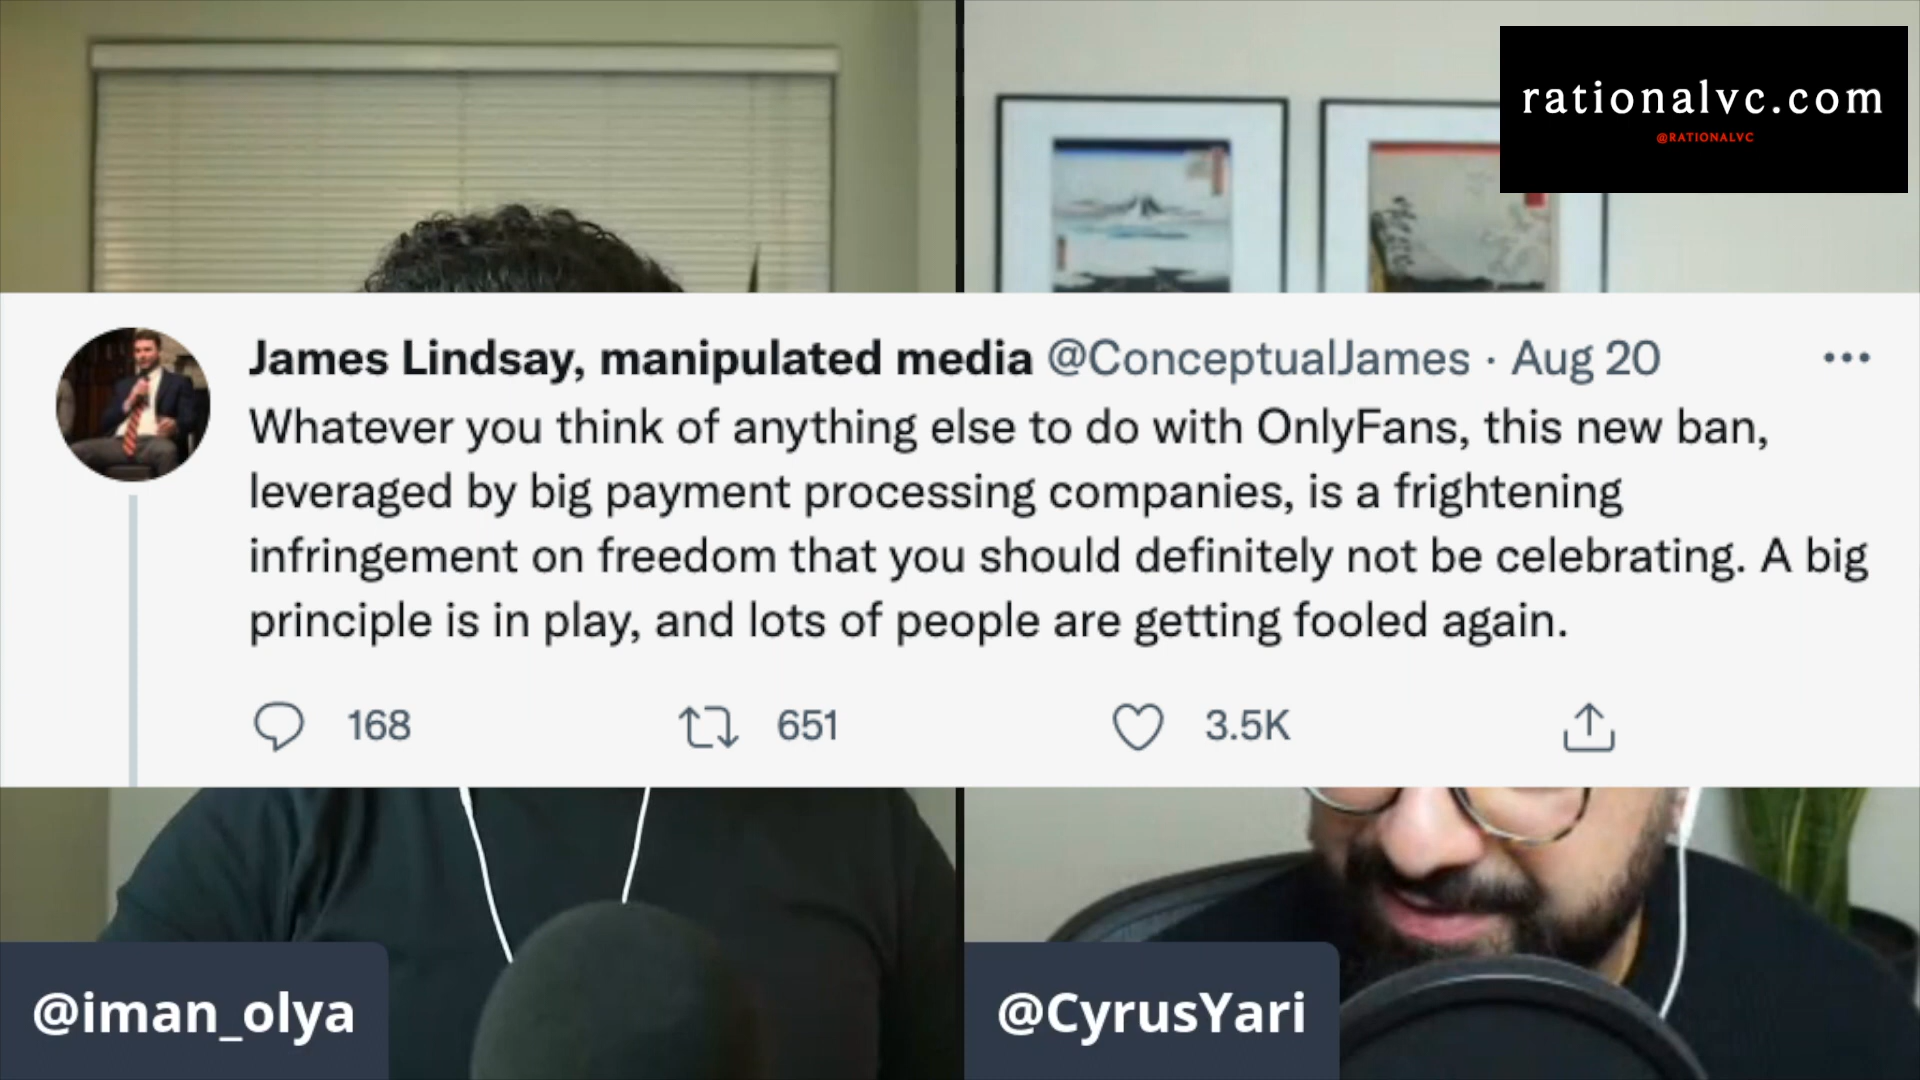 rationalvc.com
@RATIONALVC
James Lindsay, manipulated media @ConceptualJames · Aug 20
Whatever you think of anything else to do with OnlyFans, this new ban,
leveraged by big payment processing companies, is a frightening
infringement on freedom that you should definitely not be celebrating. A big
principle is in play, and lots of people are getting fooled again.
168 651 3.5K
@iman_olya
@CyrusYari